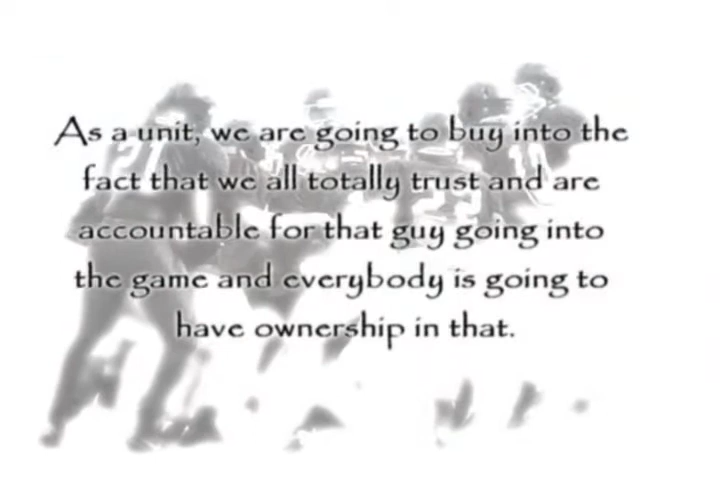 As a unit, we are going to buy into the
fact that we all totally trust and are
accountable for that guy going into
the game and everybody is going to
have ownership in that.